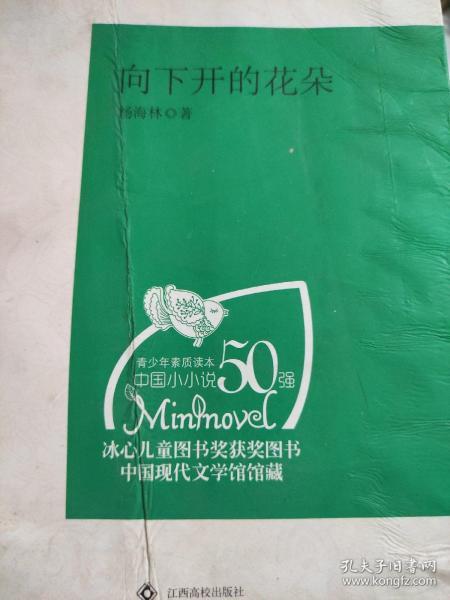 向下开的花朵
杨海林◎著
青少年素质读本
中国小小说50强
Mininovel
冰心儿童图书奖获奖图书
中国现代文学馆馆藏
江西高校出版社
孔夫子旧书网
www.kongfz.com